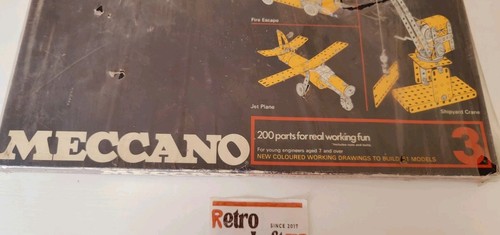 Fire Escape
Jet Plane
Shipyard Crane
MECCANO
200 parts for real working fun
For young engineers aged 7 and over
NEW COLOURED WORKING DRAWINGS TO BUILD 51 MODELS
3
Retro
SINCE 2017